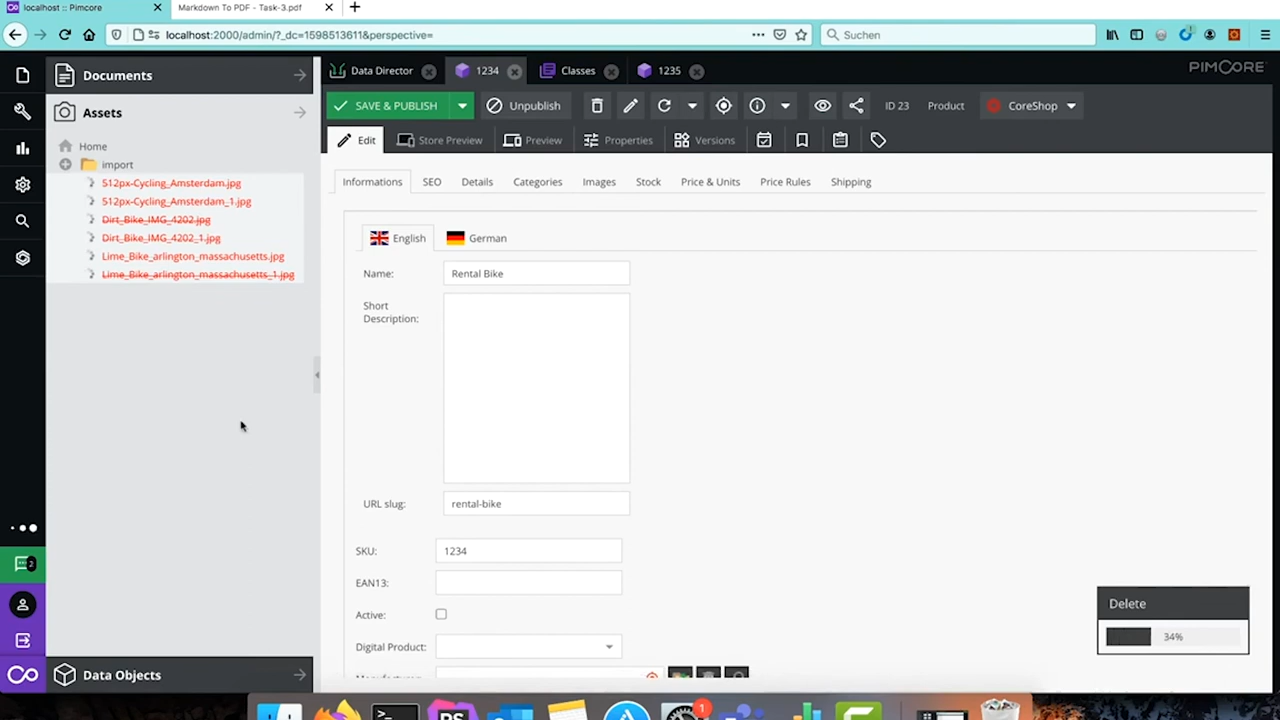 localhost :: Pimcore
Markdown To PDF - Task-3.pdf
localhost:2000/admin/?_dc=1598513611&perspective=
Suchen
Documents
Data Director
1234
Classes
1235
PIMCORE
Assets
SAVE & PUBLISH
Unpublish
ID 23
Product
CoreShop
Home
Edit
Store Preview
Preview
Properties
Versions
import
512px-Cycling_Amsterdam.jpg
Informations
SEO
Details
Categories
Images
Stock
Price & Units
Price Rules
Shipping
512px-Cycling_Amsterdam_1.jpg
Dirt_Bike_IMG_4202.jpg
Dirt_Bike_IMG_4202_1.jpg
English
German
Lime_Bike_arlington_massachusetts.jpg
Lime_Bike_arlington_massachusetts_1.jpg
Name:
Rental Bike
Short
Description:
URL slug:
rental-bike
SKU:
1234
EAN13:
2
Delete
Active:
34%
Digital Product:
Data Objects
1